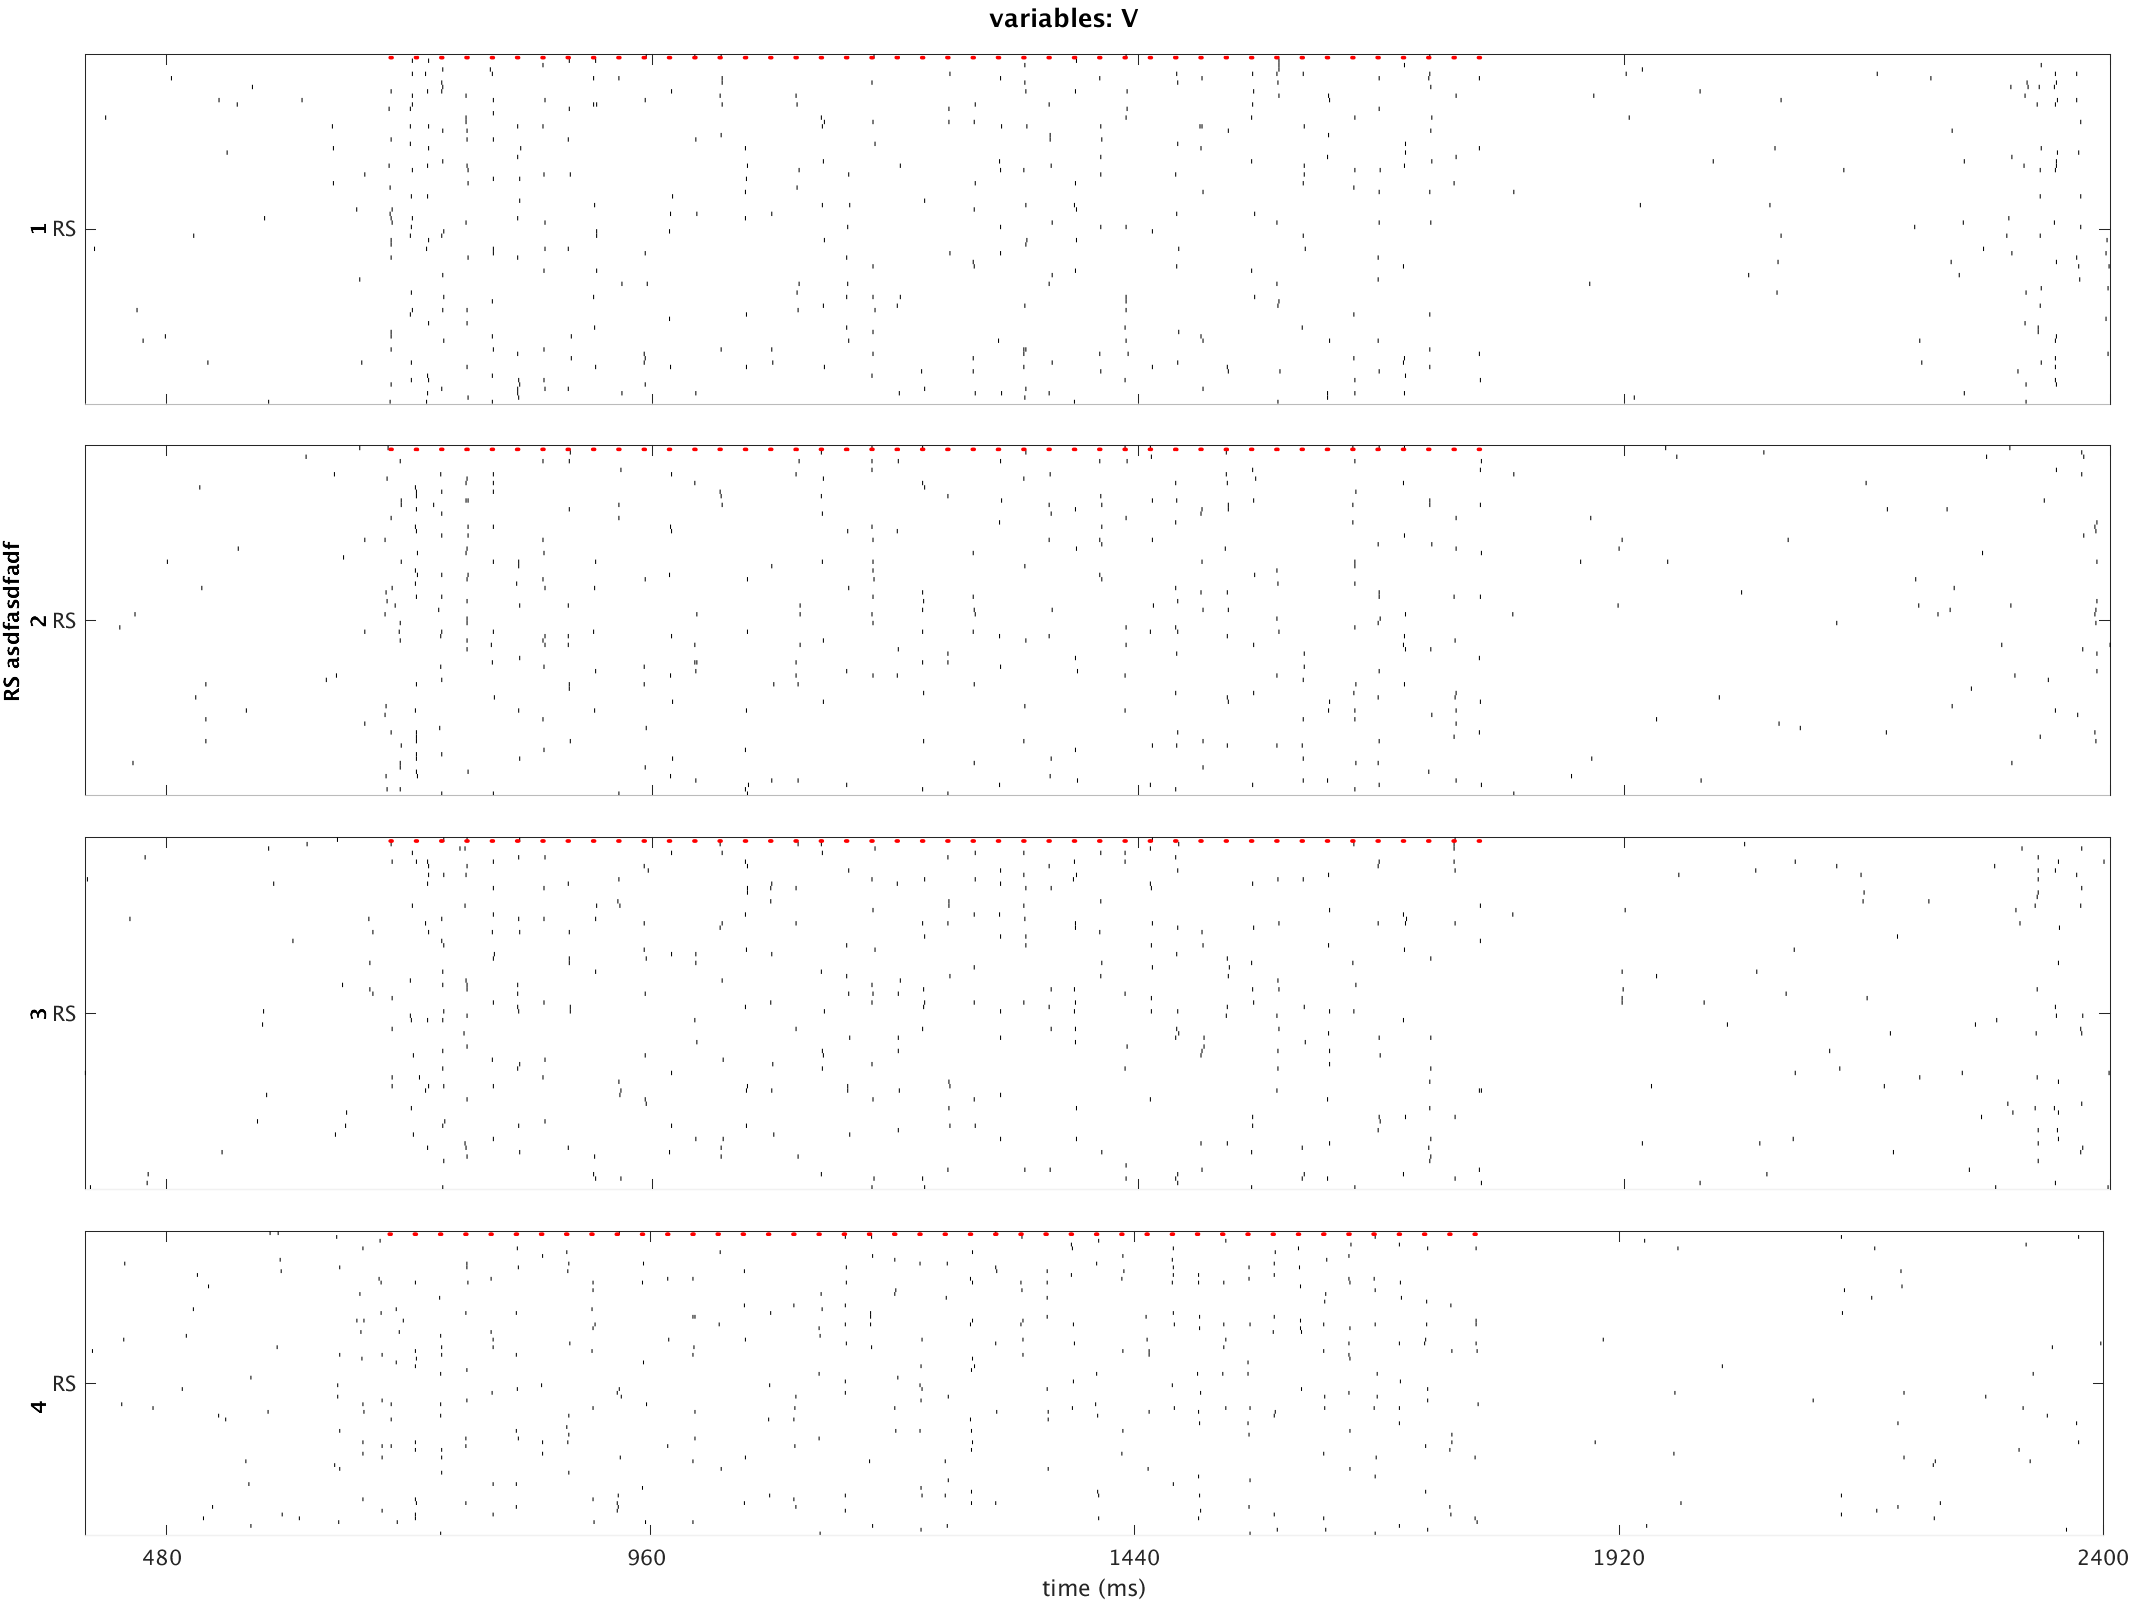 variables: V
RS asdfasdfadf
1 RS
2 RS
3 RS
4 RS
480 960 1440 1920 2400
time (ms)